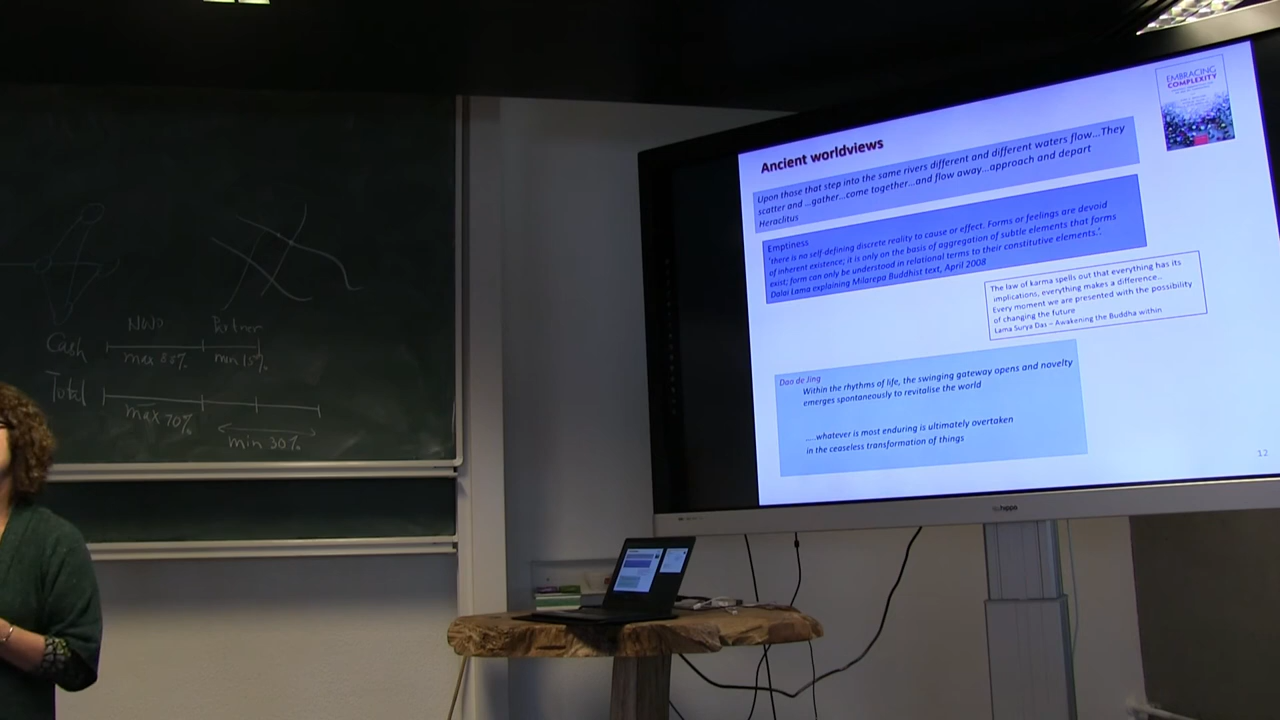 NWO
Partner
Cash
max 85%
min 15%
Total
max 70%
min 30%
EMBRACING
COMPLEXITY
Ancient worldviews
Upon those that step into the same rivers different and different waters flow...They
scatter and ...gather...come together...and flow away...approach and depart
Heraclitus
Emptiness
'there is no self-defining discrete reality to cause or effect. Forms or feelings are devoid
of inherent existence; it is only on the basis of aggregation of subtle elements that forms
exist; form can only be understood in relational terms to their constitutive elements.'.
Dalai Lama explaining Milarepa Buddhist text, April 2008
The law of karma spells out that everything has its
implications, everything makes a difference..
Every moment we are presented with the possibility
of changing the future
Lama Surya Das – Awakening the Buddha within
Dao de Jing
Within the rhythms of life, the swinging gateway opens and novelty
emerges spontaneously to revitalise the world
....whatever is most enduring is ultimately overtaken
in the ceaseless transformation of things
12
hippo